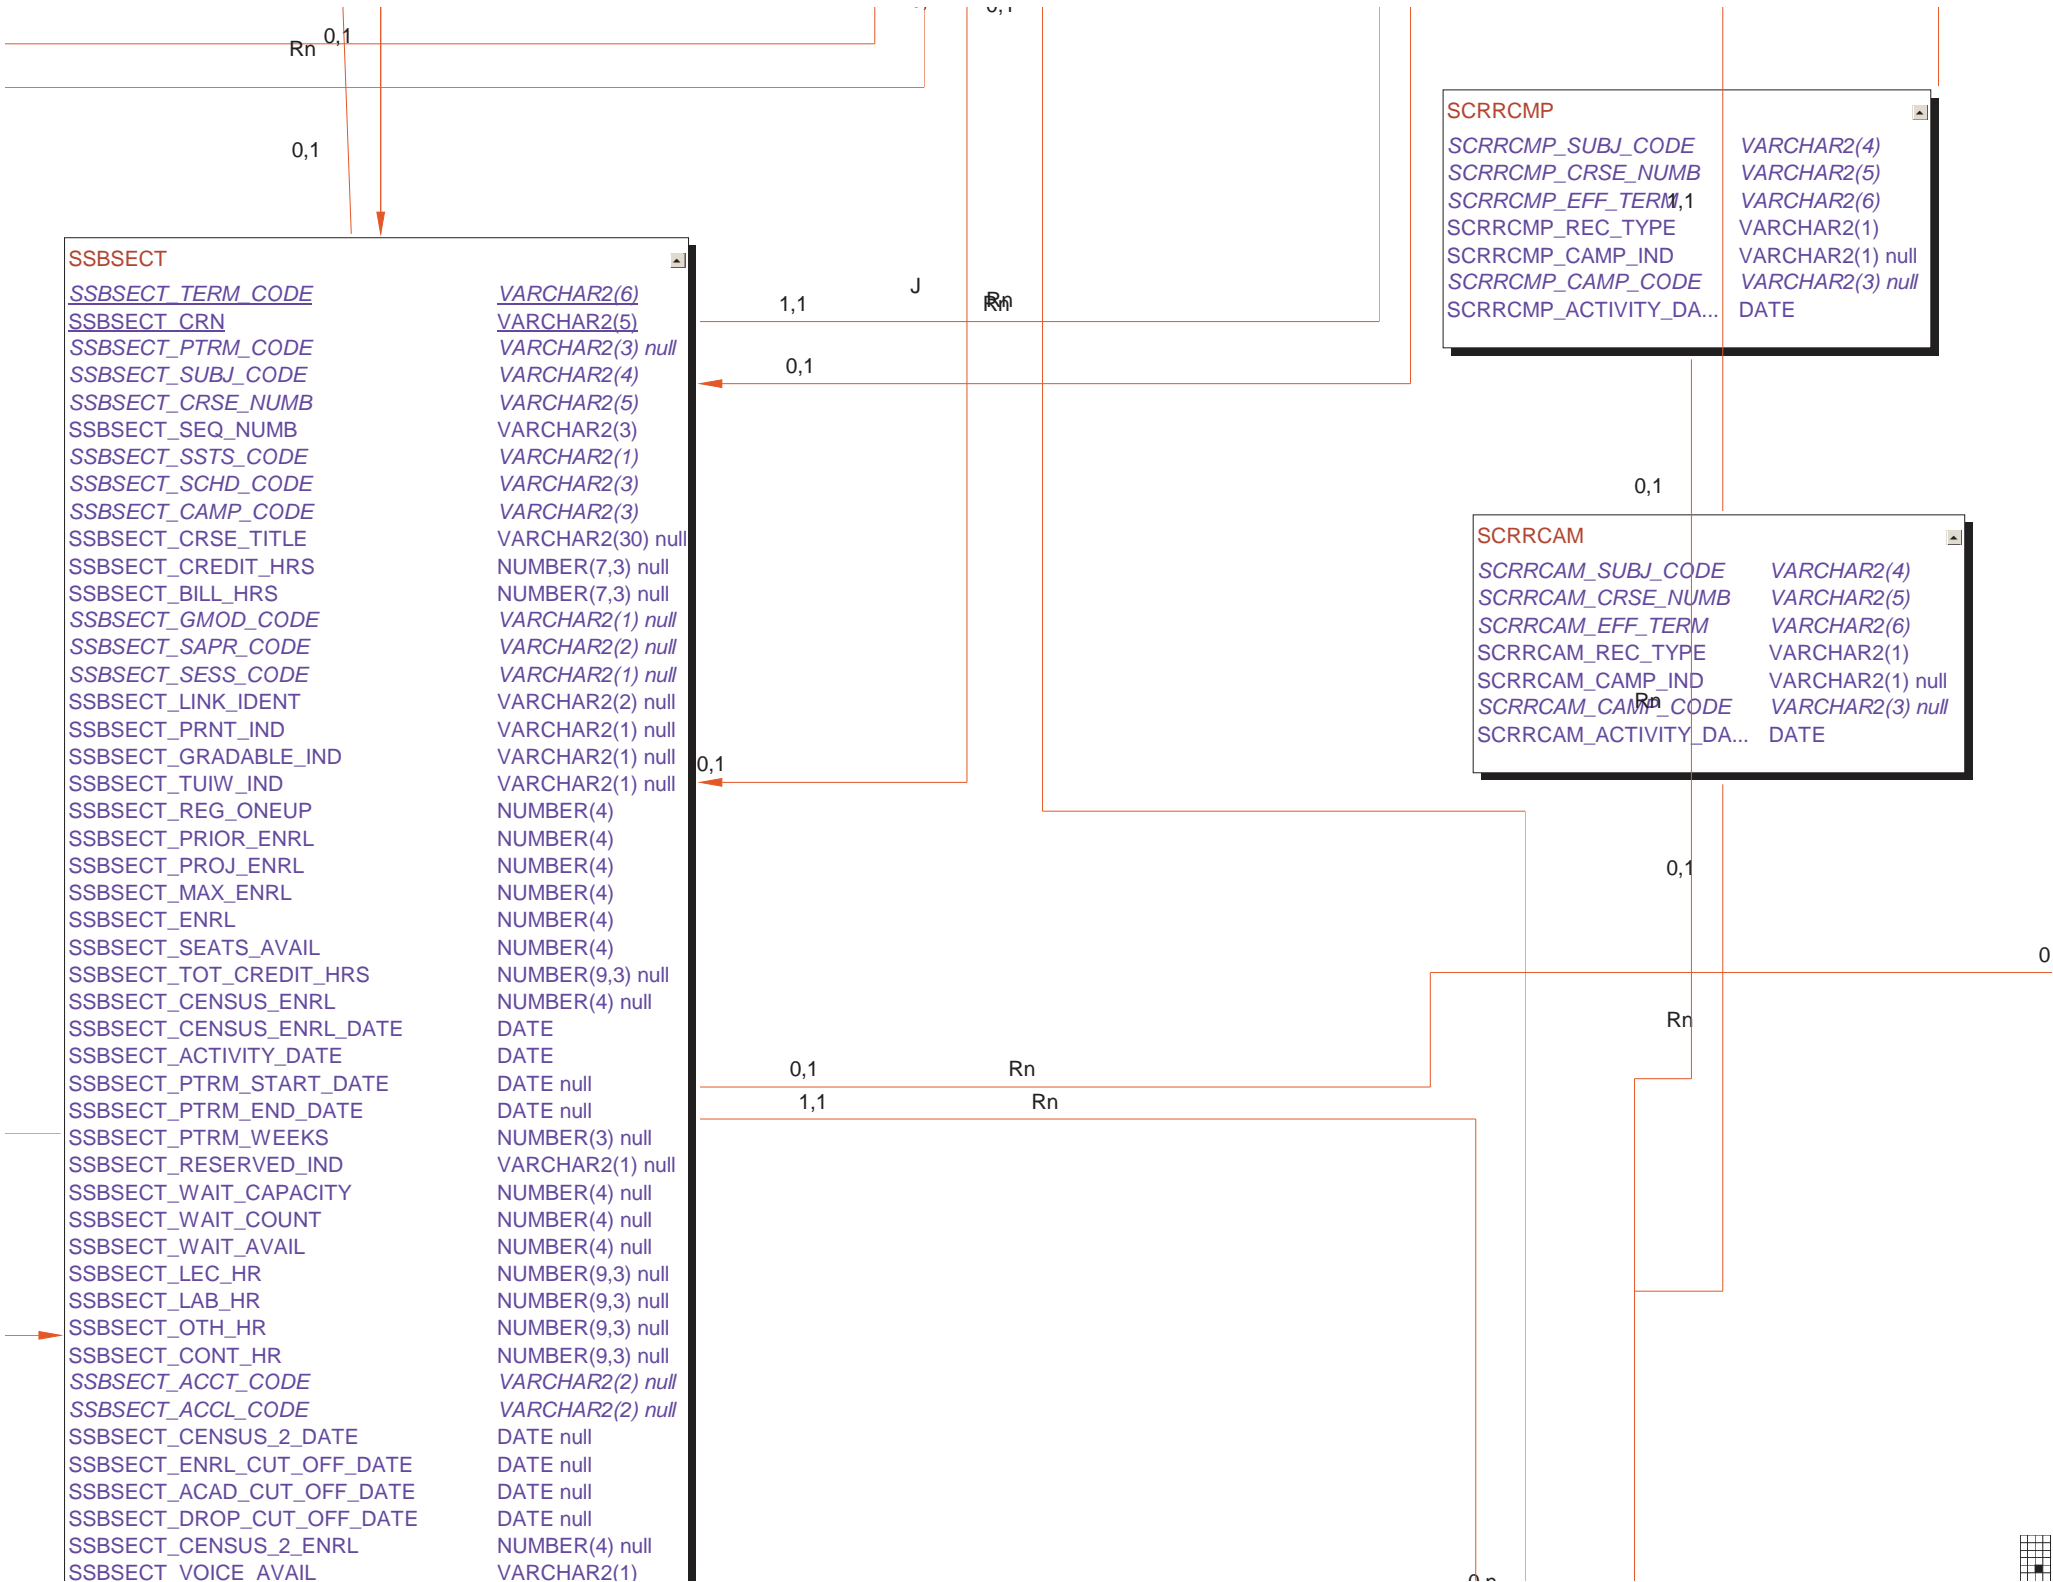 0,1
Rn 0,1
0,1
SSBSECT
SSBSECT_TERM_CODE VARCHAR2(6)
SSBSECT_CRN VARCHAR2(5)
SSBSECT_PTRM_CODE VARCHAR2(3) null
SSBSECT_SUBJ_CODE VARCHAR2(4)
SSBSECT_CRSE_NUMB VARCHAR2(5)
SSBSECT_SEQ_NUMB VARCHAR2(3)
SSBSECT_SSTS_CODE VARCHAR2(1)
SSBSECT_SCHD_CODE VARCHAR2(3)
SSBSECT_CAMP_CODE VARCHAR2(3)
SSBSECT_CRSE_TITLE VARCHAR2(30) null
SSBSECT_CREDIT_HRS NUMBER(7,3) null
SSBSECT_BILL_HRS NUMBER(7,3) null
SSBSECT_GMOD_CODE VARCHAR2(1) null
SSBSECT_SAPR_CODE VARCHAR2(2) null
SSBSECT_SESS_CODE VARCHAR2(1) null
SSBSECT_LINK_IDENT VARCHAR2(2) null
SSBSECT_PRNT_IND VARCHAR2(1) null
SSBSECT_GRADABLE_IND VARCHAR2(1) null
SSBSECT_TUIW_IND VARCHAR2(1) null
SSBSECT_REG_ONEUP NUMBER(4)
SSBSECT_PRIOR_ENRL NUMBER(4)
SSBSECT_PROJ_ENRL NUMBER(4)
SSBSECT_MAX_ENRL NUMBER(4)
SSBSECT_ENRL NUMBER(4)
SSBSECT_SEATS_AVAIL NUMBER(4)
SSBSECT_TOT_CREDIT_HRS NUMBER(9,3) null
SSBSECT_CENSUS_ENRL NUMBER(4) null
SSBSECT_CENSUS_ENRL_DATE DATE
SSBSECT_ACTIVITY_DATE DATE
SSBSECT_PTRM_START_DATE DATE null
SSBSECT_PTRM_END_DATE DATE null
SSBSECT_PTRM_WEEKS NUMBER(3) null
SSBSECT_RESERVED_IND VARCHAR2(1) null
SSBSECT_WAIT_CAPACITY NUMBER(4) null
SSBSECT_WAIT_COUNT NUMBER(4) null
SSBSECT_WAIT_AVAIL NUMBER(4) null
SSBSECT_LEC_HR NUMBER(9,3) null
SSBSECT_LAB_HR NUMBER(9,3) null
SSBSECT_OTH_HR NUMBER(9,3) null
SSBSECT_CONT_HR NUMBER(9,3) null
SSBSECT_ACCT_CODE VARCHAR2(2) null
SSBSECT_ACCL_CODE VARCHAR2(2) null
SSBSECT_CENSUS_2_DATE DATE null
SSBSECT_ENRL_CUT_OFF_DATE DATE null
SSBSECT_ACAD_CUT_OFF_DATE DATE null
SSBSECT_DROP_CUT_OFF_DATE DATE null
SSBSECT_CENSUS_2_ENRL NUMBER(4) null
SSBSECT_VOICE_AVAIL VARCHAR2(1)
1,1 J Rn Rn
0,1
0,1
0,1 Rn
1,1 Rn
SCRRCMP
SCRRCMP_SUBJ_CODE VARCHAR2(4)
SCRRCMP_CRSE_NUMB VARCHAR2(5)
SCRRCMP_EFF_TERM 1,1 VARCHAR2(6)
SCRRCMP_REC_TYPE VARCHAR2(1)
SCRRCMP_CAMP_IND VARCHAR2(1) null
SCRRCMP_CAMP_CODE VARCHAR2(3) null
SCRRCMP_ACTIVITY_DA... DATE
0,1
SCRRCAM
SCRRCAM_SUBJ_CODE VARCHAR2(4)
SCRRCAM_CRSE_NUMB VARCHAR2(5)
SCRRCAM_EFF_TERM VARCHAR2(6)
SCRRCAM_REC_TYPE VARCHAR2(1)
SCRRCAM_CAMP_IND VARCHAR2(1) null
Rn
SCRRCAM_CAMP_CODE VARCHAR2(3) null
SCRRCAM_ACTIVITY_DA... DATE
0,1
0
Rn
0,n